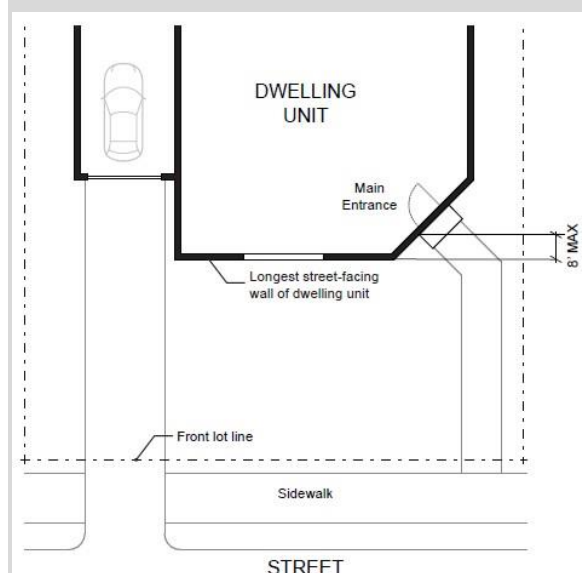 DWELLING
UNIT
Main
Entrance
8' MAX
Longest street-facing
wall of dwelling unit
Front lot line
Sidewalk
STREET